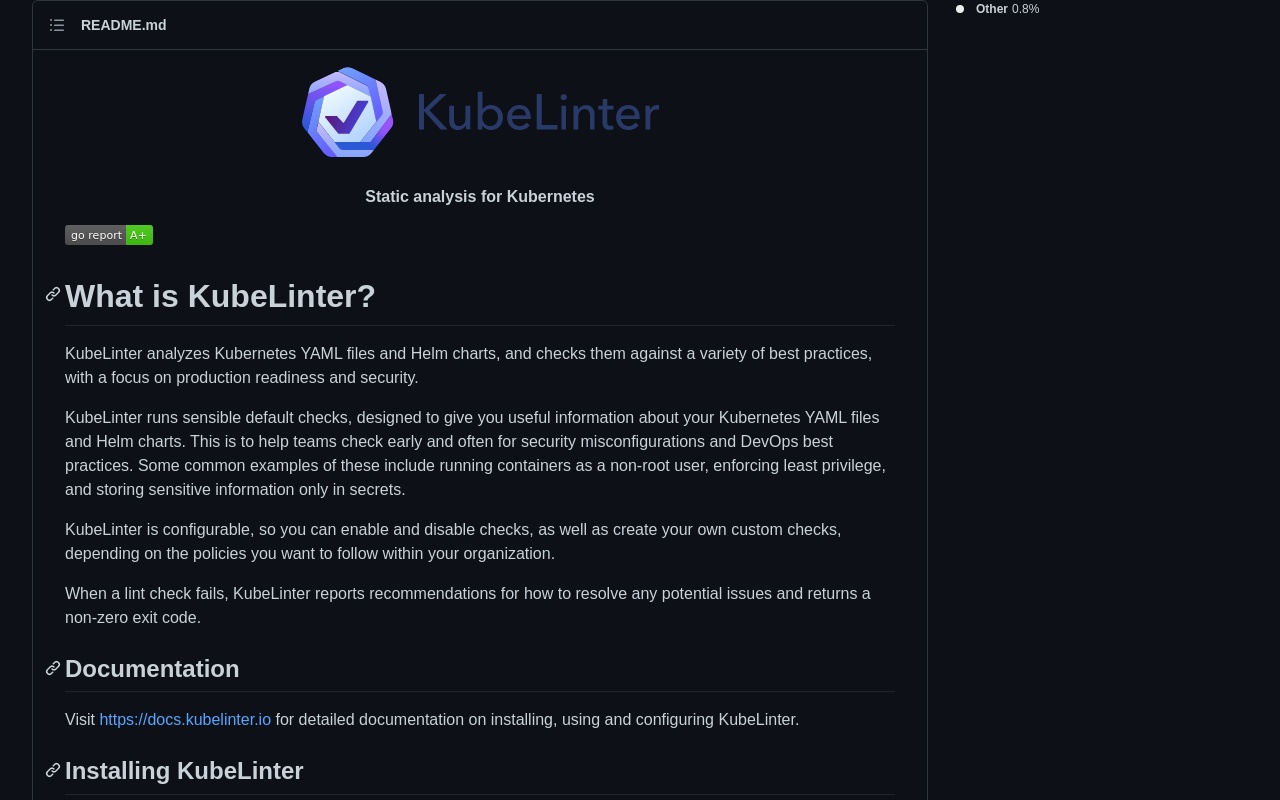 README.md
Other 0.8%
KubeLinter
Static analysis for Kubernetes
go report A+
What is KubeLinter?
KubeLinter analyzes Kubernetes YAML files and Helm charts, and checks them against a variety of best practices,
with a focus on production readiness and security.
KubeLinter runs sensible default checks, designed to give you useful information about your Kubernetes YAML files
and Helm charts. This is to help teams check early and often for security misconfigurations and DevOps best
practices. Some common examples of these include running containers as a non-root user, enforcing least privilege,
and storing sensitive information only in secrets.
KubeLinter is configurable, so you can enable and disable checks, as well as create your own custom checks,
depending on the policies you want to follow within your organization.
When a lint check fails, KubeLinter reports recommendations for how to resolve any potential issues and returns a
non-zero exit code.
Documentation
Visit https://docs.kubelinter.io for detailed documentation on installing, using and configuring KubeLinter.
Installing KubeLinter